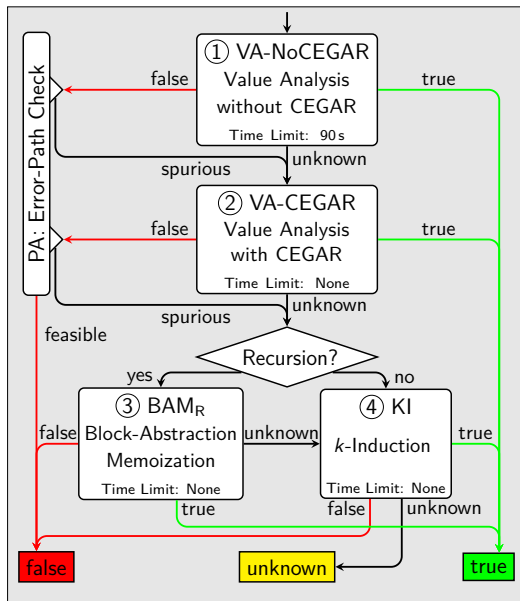 ① VA-NoCEGAR
Value Analysis
without CEGAR
Time Limit: 90 s
false
true
PA: Error-Path Check
spurious
unknown
② VA-CEGAR
Value Analysis
with CEGAR
Time Limit: None
false
true
spurious
unknown
feasible
Recursion?
yes
no
③ BAM_R
Block-Abstraction
Memoization
Time Limit: None
false
unknown
true
④ KI
k-Induction
Time Limit: None
true
false
unknown
false
unknown
true